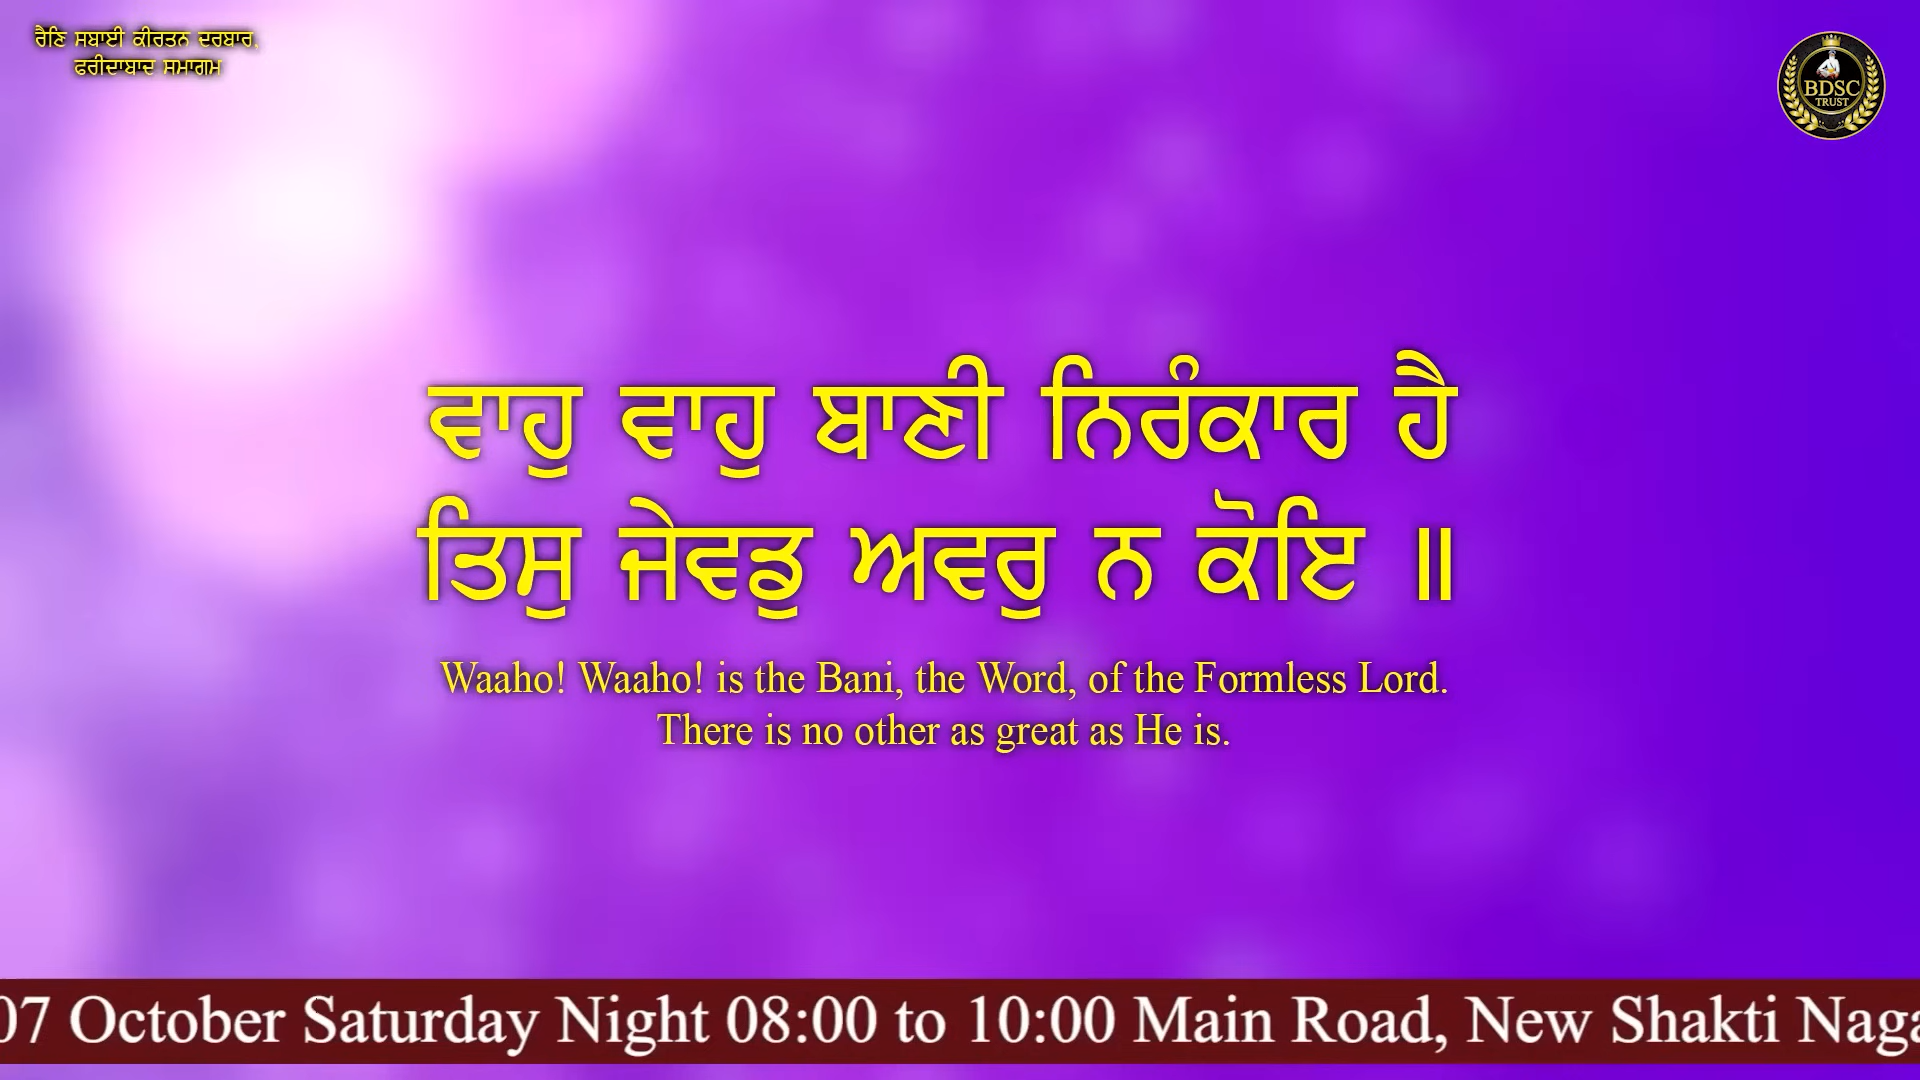 ਰੈਣਿ ਸਬਾਈ ਕੀਰਤਨ ਦਰਬਾਰ,
ਫਰੀਦਾਬਾਦ ਸਮਾਗਮ
BDSC
TRUST
ਵਾਹੁ ਵਾਹੁ ਬਾਣੀ ਨਿਰੰਕਾਰ ਹੈ
ਤਿਸੁ ਜੇਵਡੁ ਅਵਰੁ ਨ ਕੋਇ ॥
Waaho! Waaho! is the Bani, the Word, of the Formless Lord.
There is no other as great as He is.
07 October Saturday Night 08:00 to 10:00 Main Road, New Shakti Naga